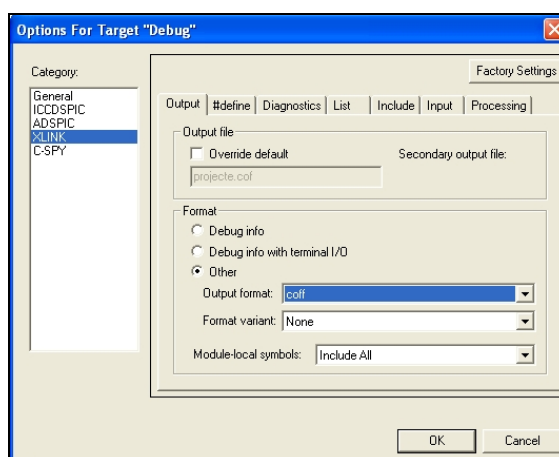 Options For Target "Debug"
Category:
General
ICCDSPIC
ADSPIC
XLINK
C-SPY
Factory Settings
Output #define Diagnostics List Include Input Processing
Output file
Override default
Secondary output file:
projecte.cof
Format
Debug info
Debug info with terminal I/O
Other
Output format: coff
Format variant: None
Module-local symbols: Include All
OK Cancel